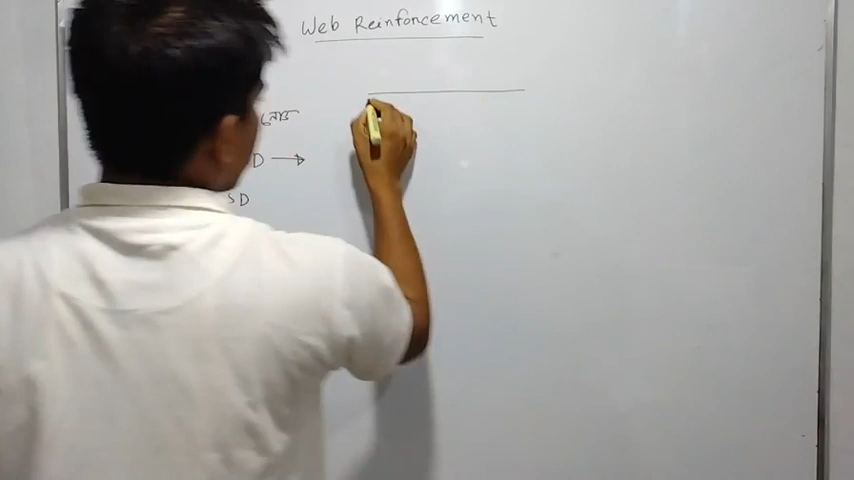 Web Reinforcement
D →
SD